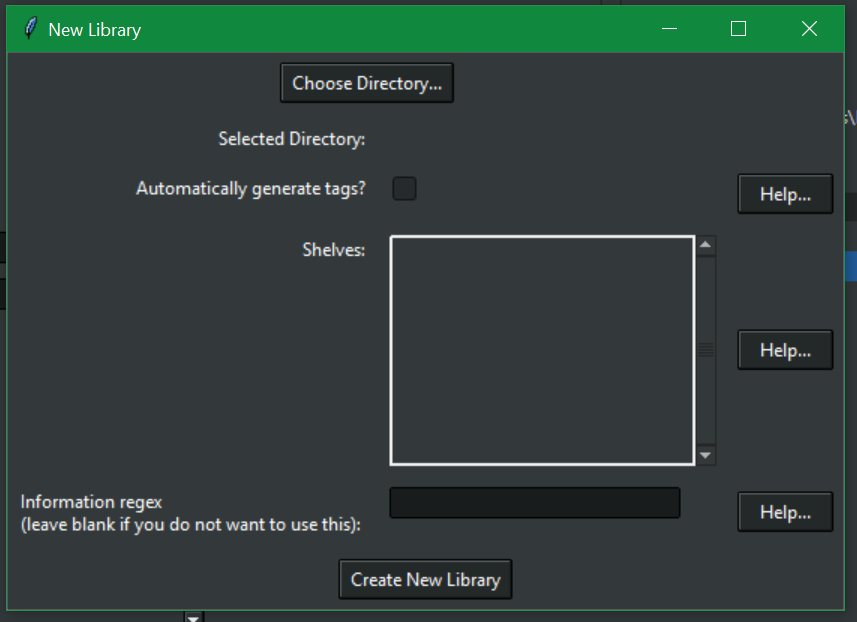 New Library
Choose Directory...
Selected Directory:
Automatically generate tags?
Help...
Shelves:
Help...
Information regex
(leave blank if you do not want to use this):
Help...
Create New Library